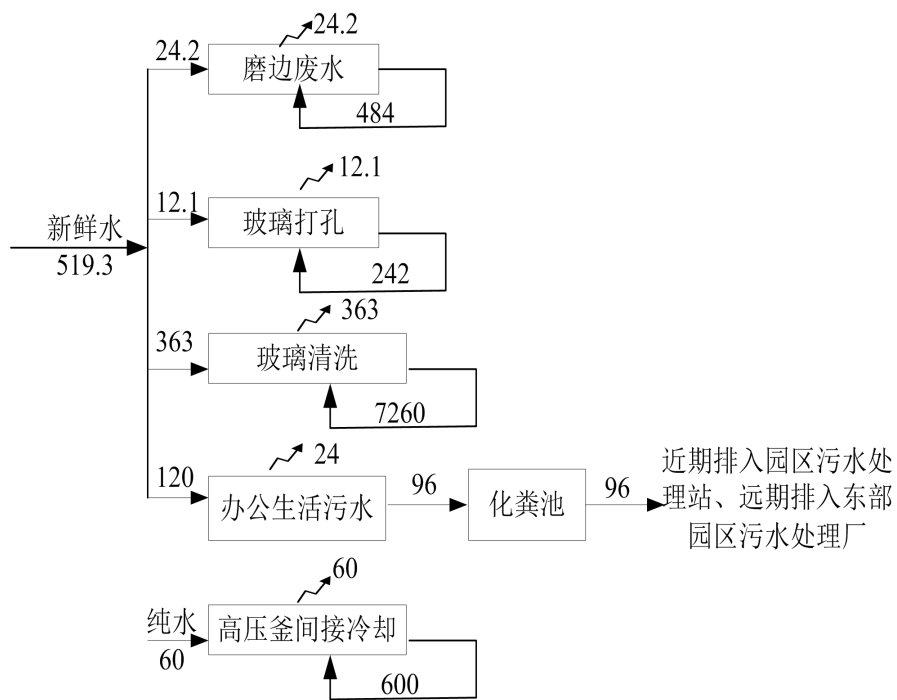 24.2
24.2
磨边废水
484
12.1
12.1
玻璃打孔
242
新鲜水
519.3
363
363
玻璃清洗
7260
24
120
办公生活污水
96
化粪池
96
近期排入园区污水处
理站、远期排入东部
园区污水处理厂
60
纯水
60
高压釜间接冷却
600